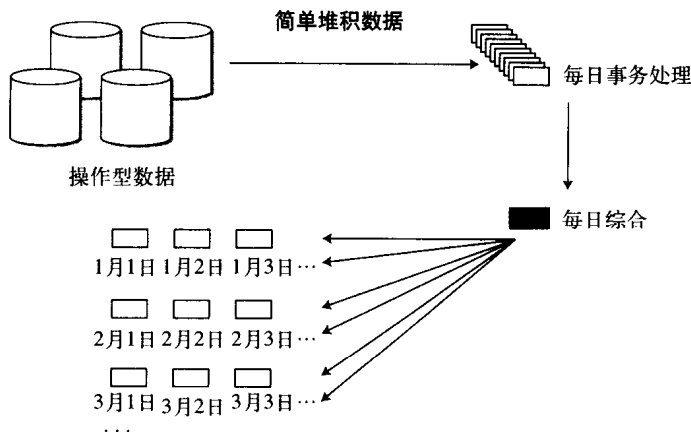 简单堆积数据
每日事务处理
操作型数据
每日综合
1月1日 1月2日 1月3日…
2月1日 2月2日 2月3日…
3月1日 3月2日 3月3日…
…